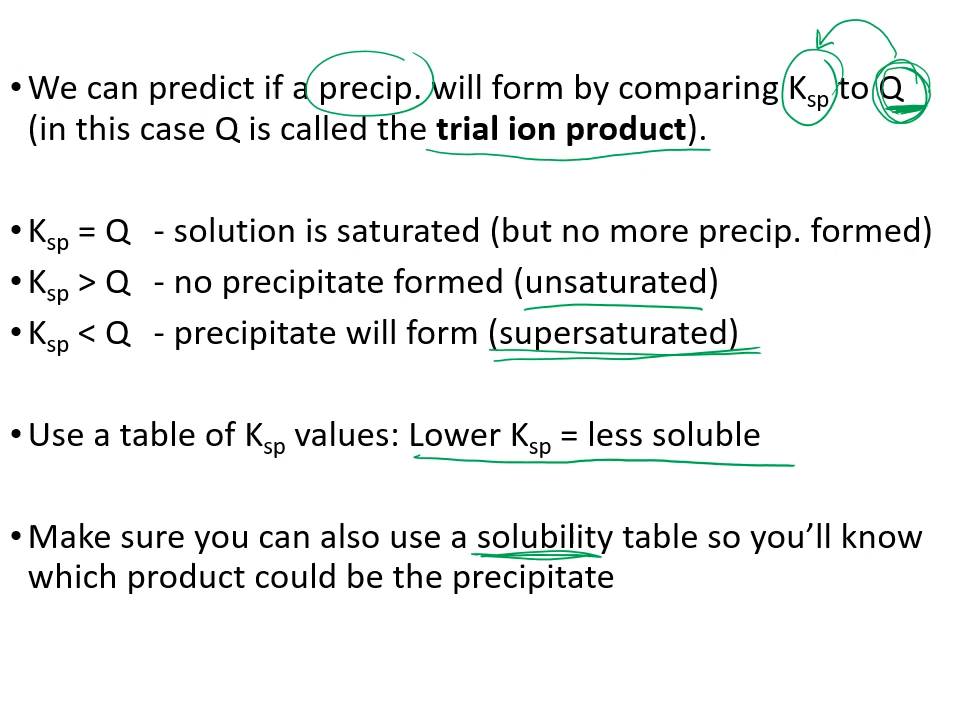 • We can predict if a precip. will form by comparing Ksp to Q
(in this case Q is called the trial ion product).
• Ksp = Q - solution is saturated (but no more precip. formed)
• Ksp > Q - no precipitate formed (unsaturated)
• Ksp < Q - precipitate will form (supersaturated)
• Use a table of Ksp values: Lower Ksp = less soluble
• Make sure you can also use a solubility table so you’ll know
which product could be the precipitate